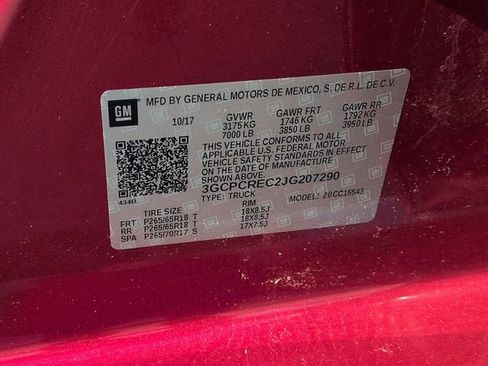 GM
MFD BY GENERAL MOTORS DE MEXICO, S. DE R.L. DE C.V.
10/17 GVWR GAWR FRT GAWR RR
3175 KG 1746 KG 1792 KG
7000 LB 3850 LB 3950 LB
THIS VEHICLE CONFORMS TO ALL
APPLICABLE U.S. FEDERAL MOTOR
VEHICLE SAFETY STANDARDS IN
EFFECT ON THE DATE OF
MANUFACTURE SHOWN ABOVE.
3GCPCREC2JG207290
434B TYPE: TRUCK MODEL: 20CC15543
TIRE SIZE RIM
FRT P265/65R18 T 18X8.5J
RR P265/65R18 T 18X8.5J
SPA P265/70R17 S 17X7.5J